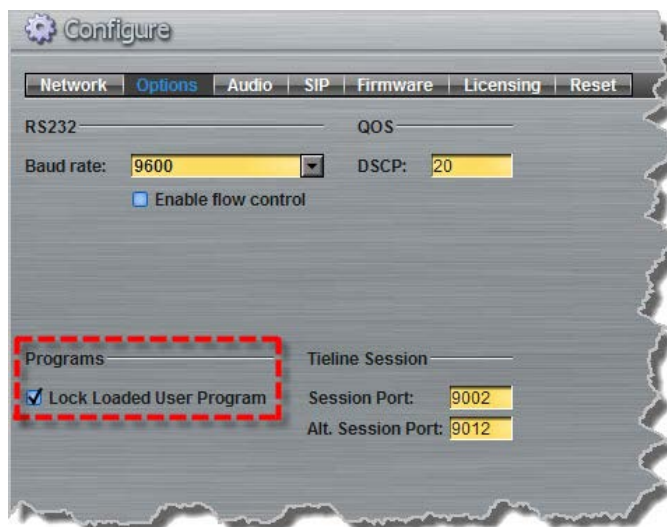 Configure
Network Options Audio SIP Firmware Licensing Reset
RS232 QOS
Baud rate: 9600 DSCP: 20
Enable flow control
Programs Tieline Session
Lock Loaded User Program Session Port: 9002
Alt. Session Port: 9012